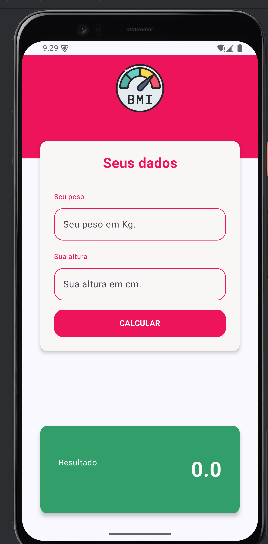 9:29
BMI
Seus dados
Seu peso
Seu peso em Kg.
Sua altura
Sua altura em cm.
CALCULAR
Resultado
0.0